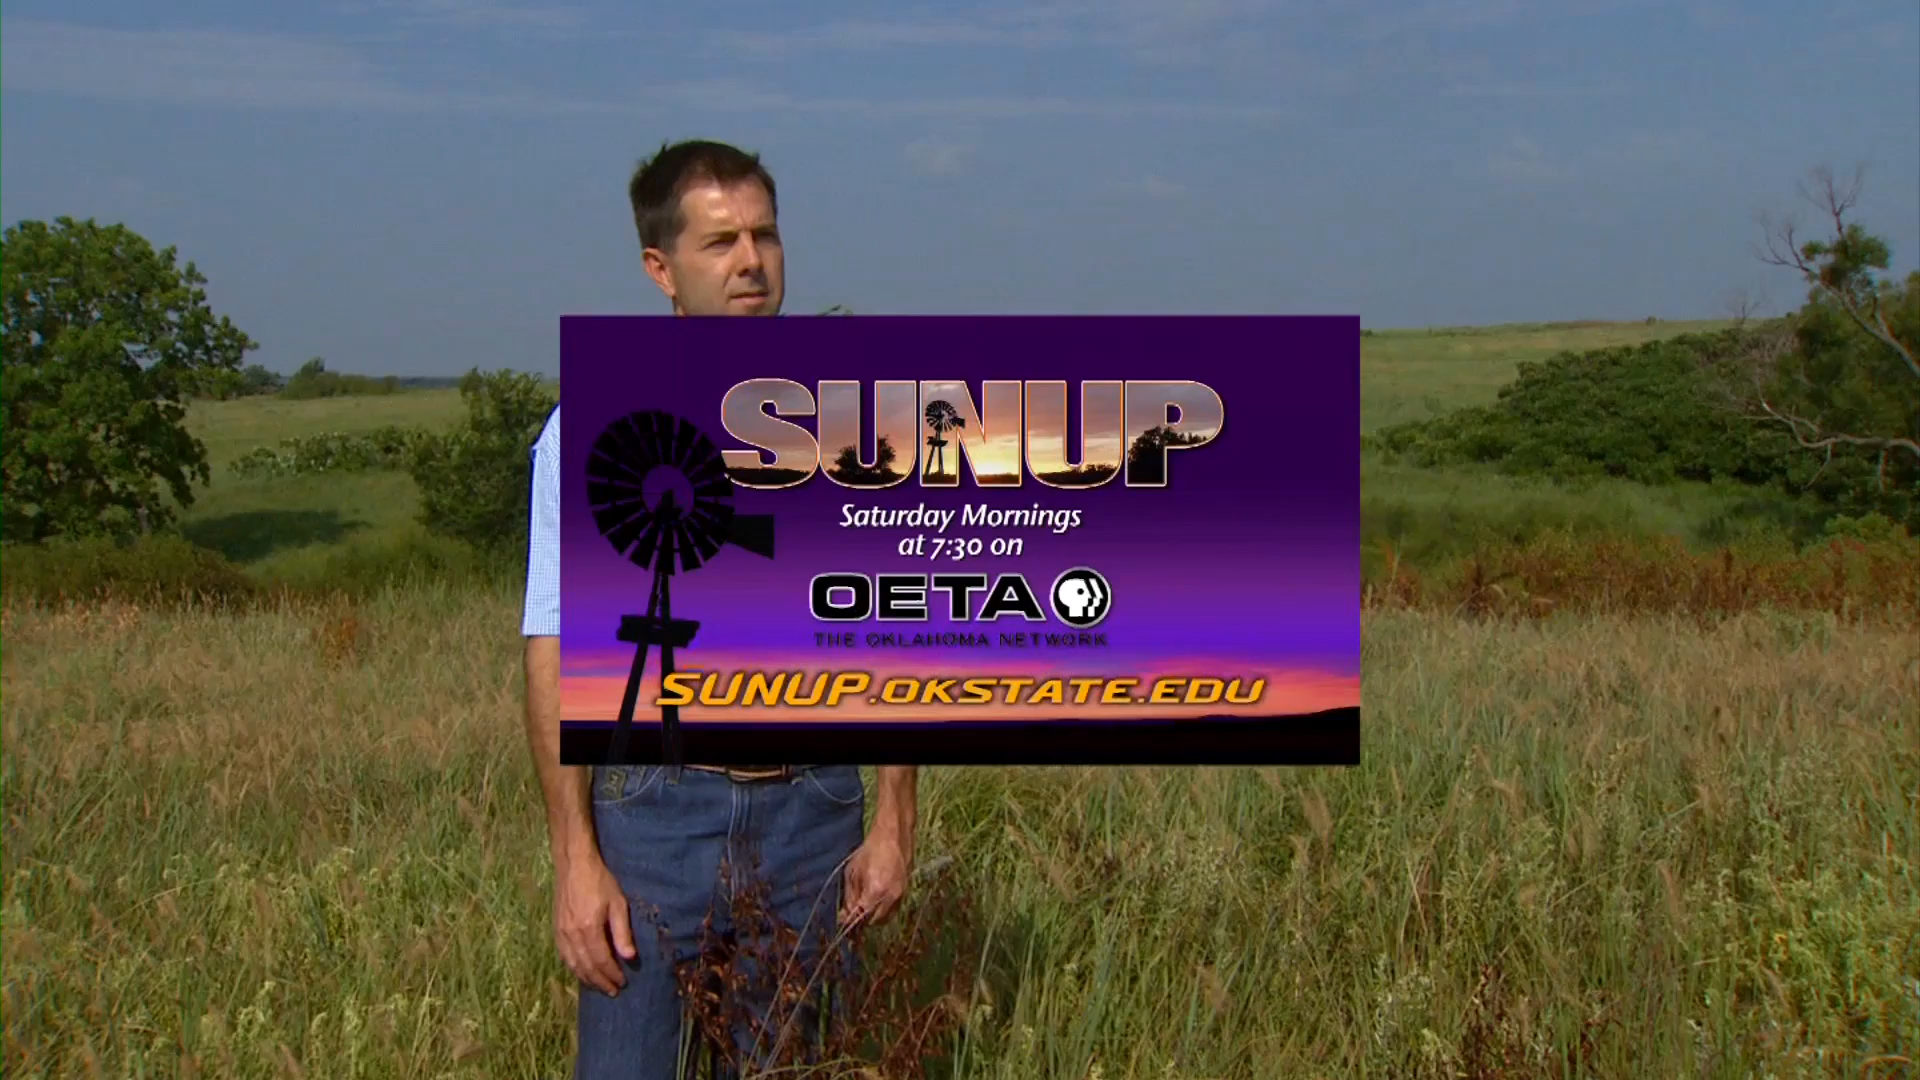 SUNUP
Saturday Mornings
at 7:30 on
OETA
THE OKLAHOMA NETWORK
SUNUP.OKSTATE.EDU